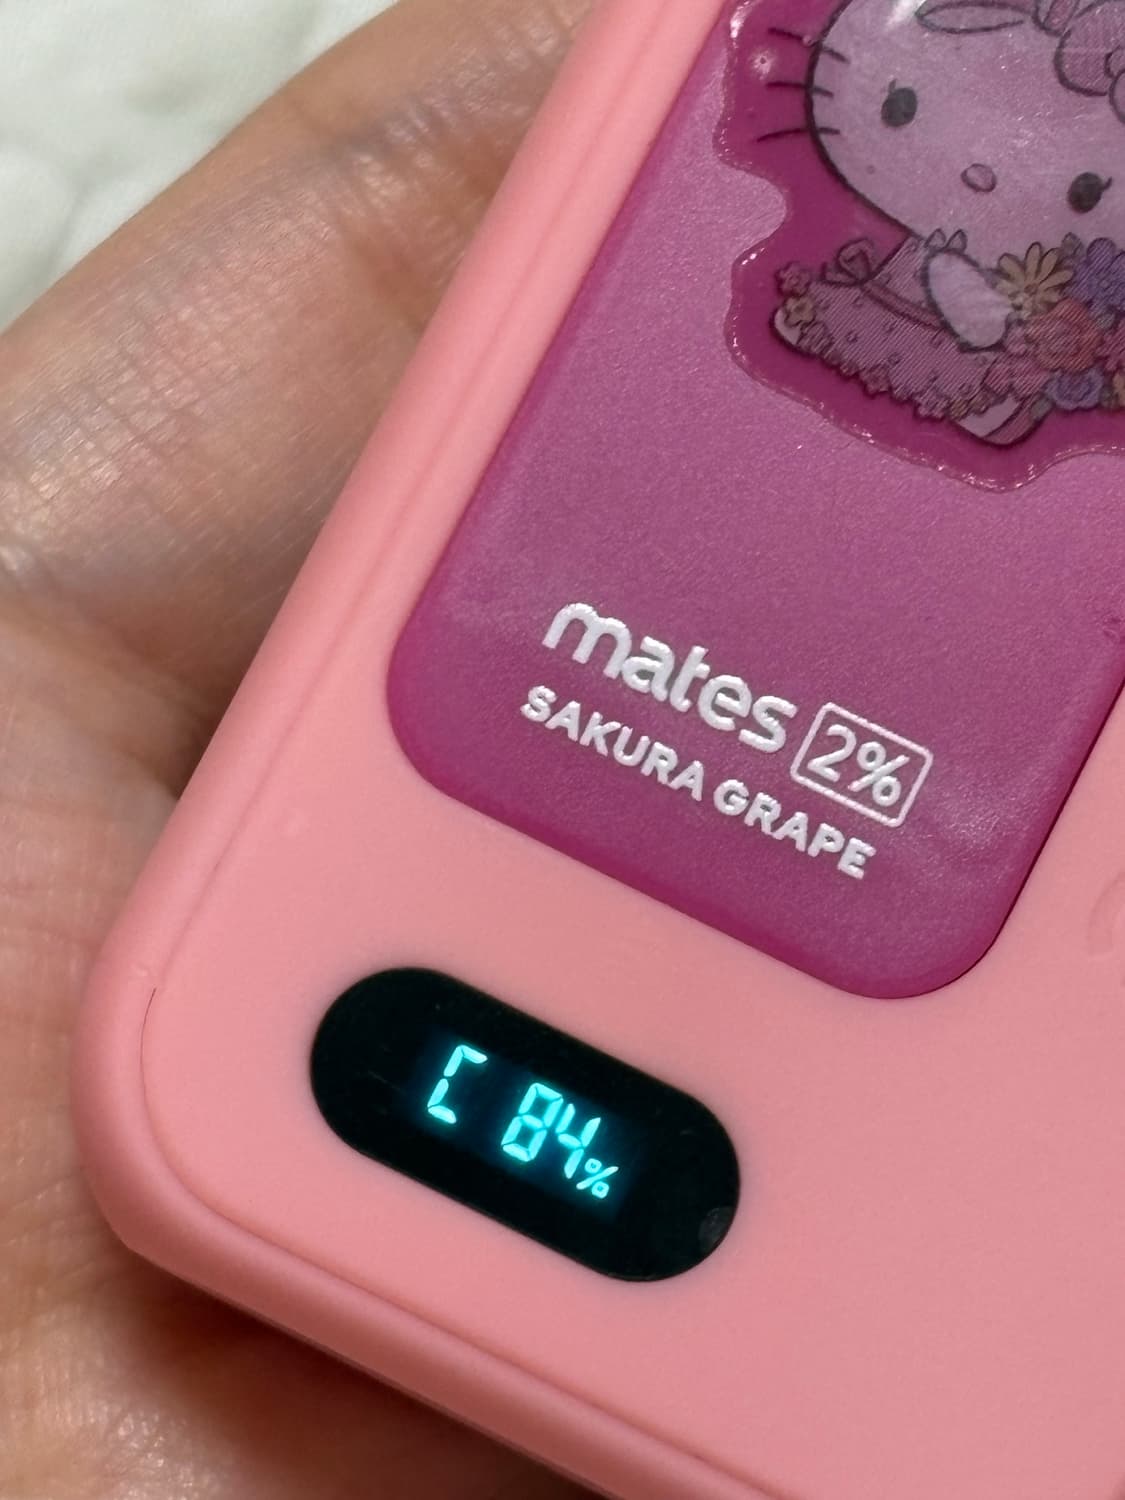 mates 2%
SAKURA GRAPE
C 84%